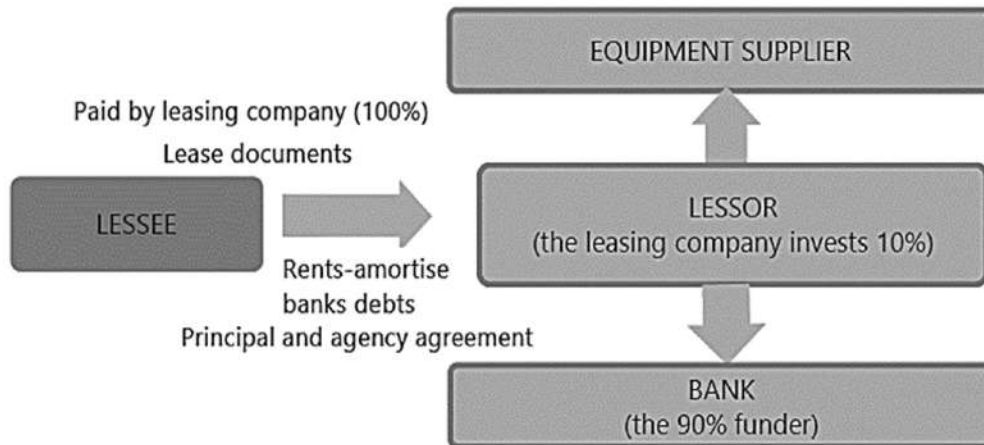 EQUIPMENT SUPPLIER
Paid by leasing company (100%)
Lease documents
LESSEE
LESSOR
(the leasing company invests 10%)
Rents-amortise
banks debts
Principal and agency agreement
BANK
(the 90% funder)